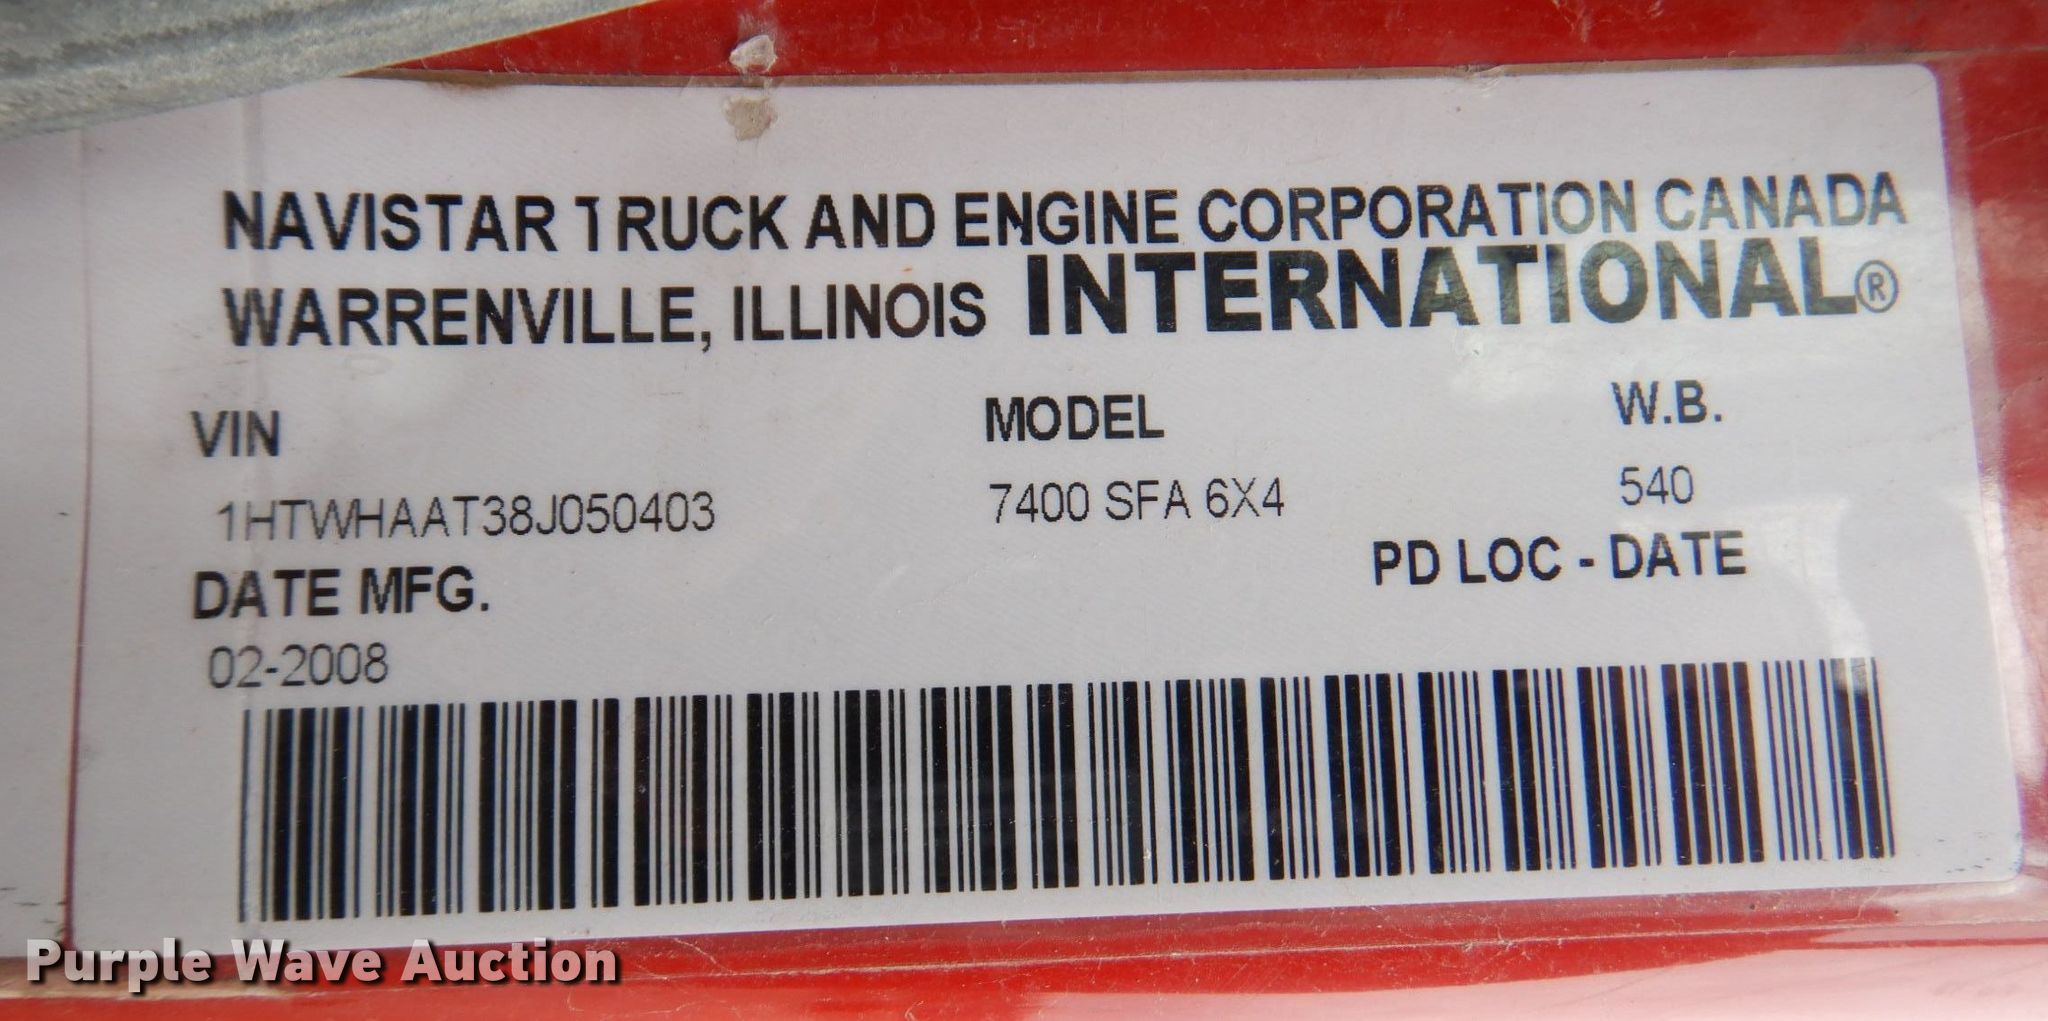 NAVISTAR TRUCK AND ENGINE CORPORATION CANADA
WARRENVILLE, ILLINOIS INTERNATIONAL®
VIN MODEL W.B.
1HTWHAAT38J050403 7400 SFA 6X4 540
DATE MFG. PD LOC - DATE
02-2008
Purple Wave Auction